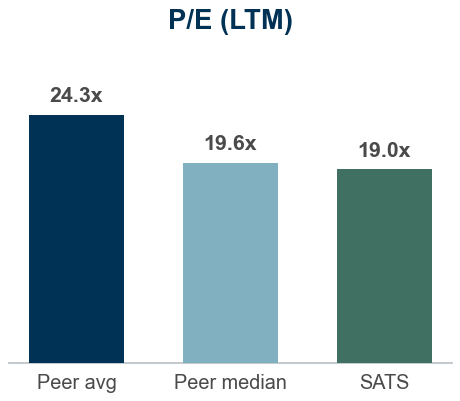 P/E (LTM)
24.3x
19.6x
19.0x
Peer avg
Peer median
SATS